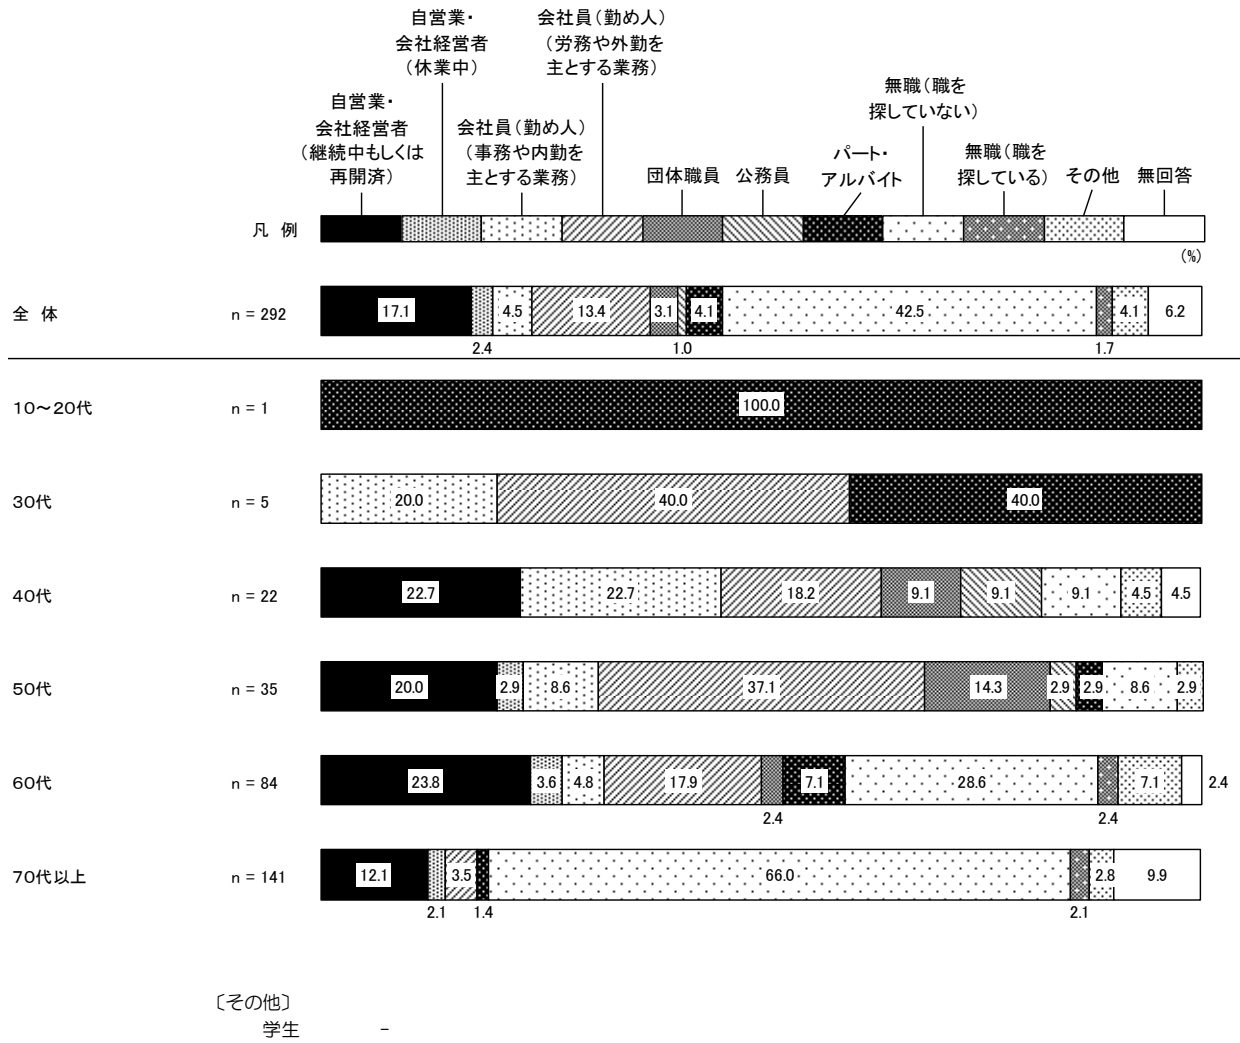 自営業・
会社経営者
（休業中）
会社員（勤め人）
（労務や外勤を
主とする業務）
無職（職を
探していない）
自営業・
会社経営者
（継続中もしくは
再開済）
会社員（勤め人）
（事務や内勤を
主とする業務）
団体職員
公務員
パート・
アルバイト
無職（職を
探している）
その他
無回答
凡 例
(%)
全 体 n = 292 17.1 4.5 13.4 3.1 4.1 42.5 4.1 6.2
2.4 1.0 1.7
10～20代 n = 1 100.0
30代 n = 5 20.0 40.0 40.0
40代 n = 22 22.7 22.7 18.2 9.1 9.1 9.1 4.5 4.5
50代 n = 35 20.0 2.9 8.6 37.1 14.3 2.9 2.9 8.6 2.9
60代 n = 84 23.8 3.6 4.8 17.9 7.1 28.6 7.1 2.4
2.4 2.4
70代以上 n = 141 12.1 3.5 66.0 2.8 9.9
2.1 1.4 2.1
〔その他〕
学生 －